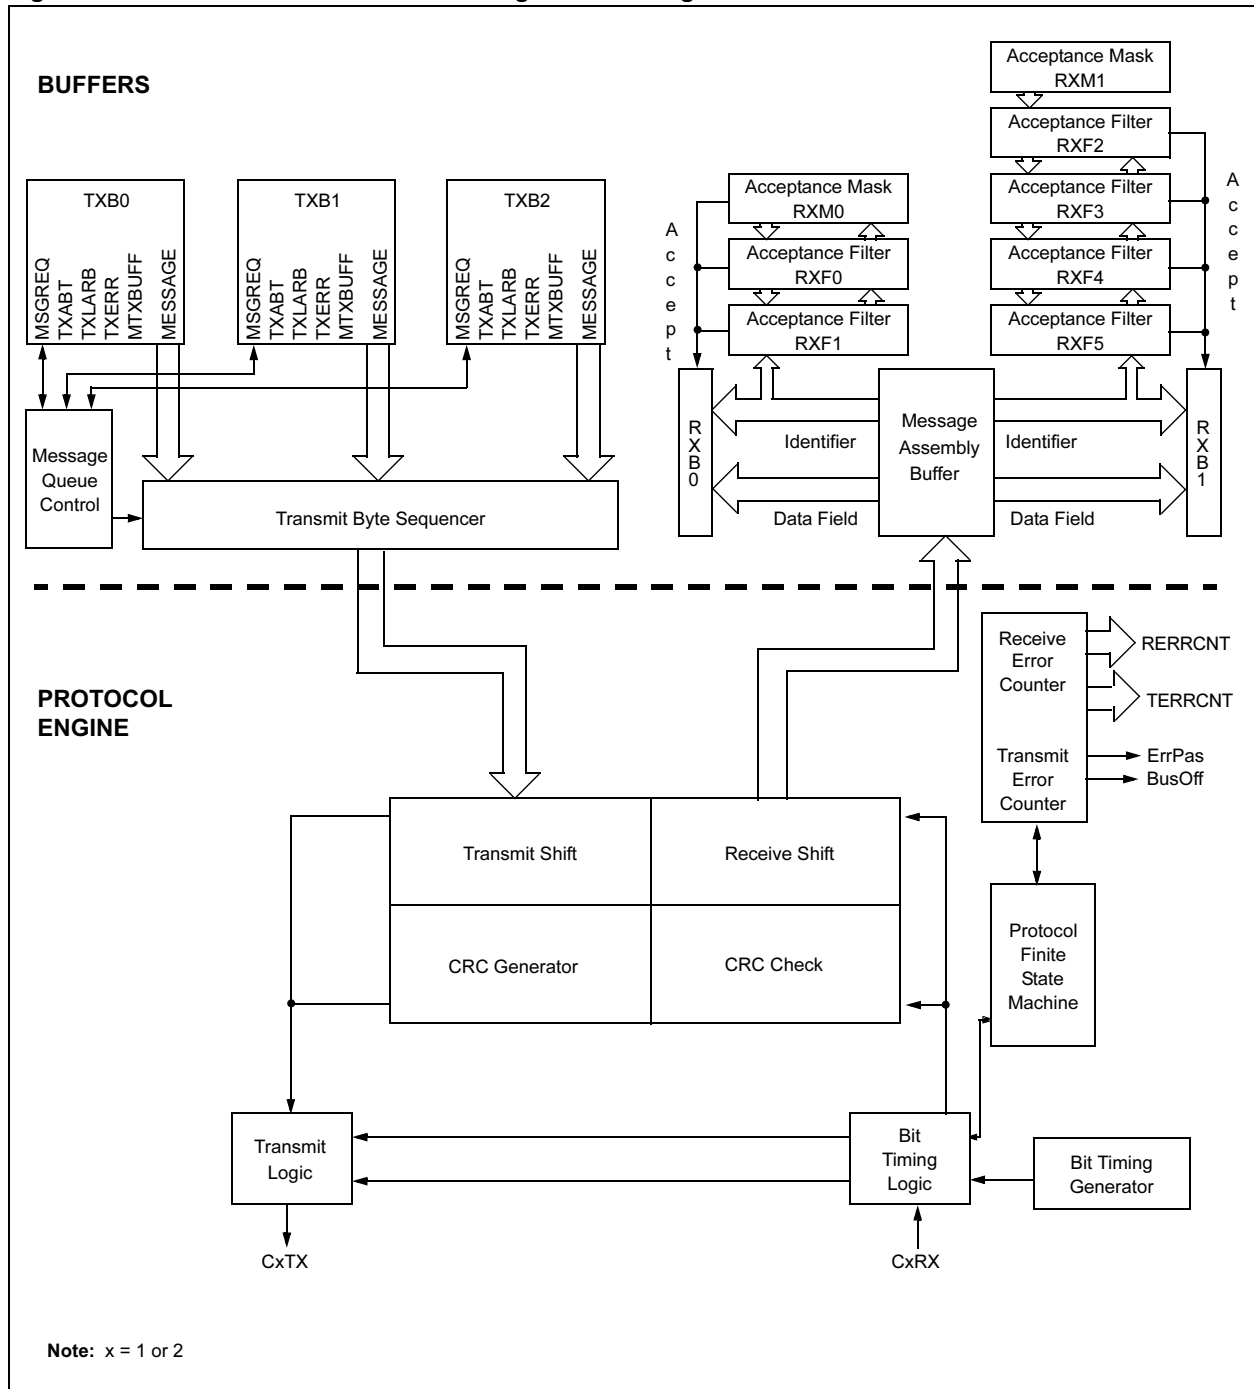 BUFFERS
Acceptance Mask
RXM1
Acceptance Filter
RXF2
Acceptance Filter
RXF3
Acceptance Filter
RXF4
Acceptance Filter
RXF5
Accept
Acceptance Mask
RXM0
Acceptance Filter
RXF0
Acceptance Filter
RXF1
Accept
TXB0
MSGREQ
TXABT
TXLARB
TXERR
MTXBUFF
MESSAGE
TXB1
MSGREQ
TXABT
TXLARB
TXERR
MTXBUFF
MESSAGE
TXB2
MSGREQ
TXABT
TXLARB
TXERR
MTXBUFF
MESSAGE
Message
Queue
Control
Transmit Byte Sequencer
RXB0
Identifier
Data Field
Message
Assembly
Buffer
Identifier
Data Field
RXB1
PROTOCOL
ENGINE
Receive
Error
Counter
Transmit
Error
Counter
RERRCNT
TERRCNT
ErrPas
BusOff
Transmit Shift
Receive Shift
CRC Generator
CRC Check
Protocol
Finite
State
Machine
Transmit
Logic
Bit
Timing
Logic
Bit Timing
Generator
CxTX
CxRX
Note: x = 1 or 2